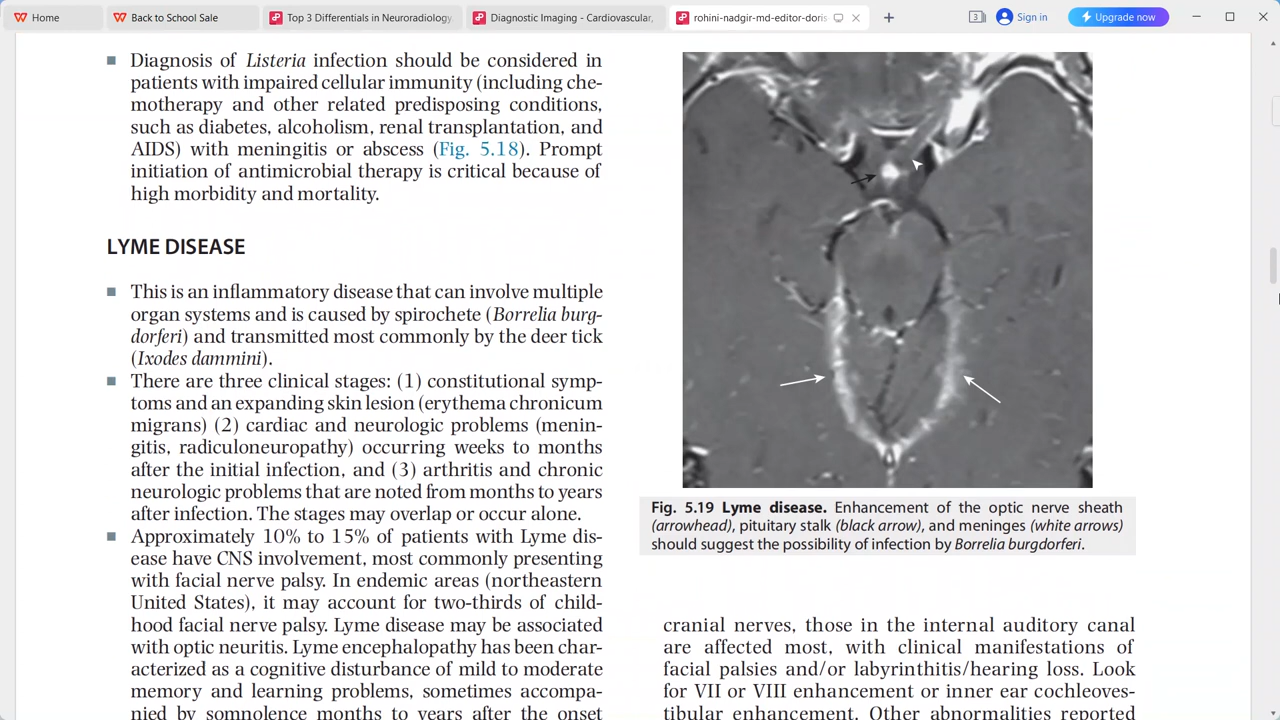 Home
Back to School Sale
Top 3 Differentials in Neuroradiology
Diagnostic Imaging - Cardiovascular,
rohini-nadgir-md-editor-doris
3
Sign in
Upgrade now
■ Diagnosis of Listeria infection should be considered in
patients with impaired cellular immunity (including che-
motherapy and other related predisposing conditions,
such as diabetes, alcoholism, renal transplantation, and
AIDS) with meningitis or abscess (Fig. 5.18). Prompt
initiation of antimicrobial therapy is critical because of
high morbidity and mortality.
LYME DISEASE
■ This is an inflammatory disease that can involve multiple
organ systems and is caused by spirochete (Borrelia burg-
dorferi) and transmitted most commonly by the deer tick
(Ixodes dammini).
■ There are three clinical stages: (1) constitutional symp-
toms and an expanding skin lesion (erythema chronicum
migrans) (2) cardiac and neurologic problems (menin-
gitis, radiculoneuropathy) occurring weeks to months
after the initial infection, and (3) arthritis and chronic
neurologic problems that are noted from months to years
after infection. The stages may overlap or occur alone.
■ Approximately 10% to 15% of patients with Lyme dis-
ease have CNS involvement, most commonly presenting
with facial nerve palsy. In endemic areas (northeastern
United States), it may account for two-thirds of child-
hood facial nerve palsy. Lyme disease may be associated
with optic neuritis. Lyme encephalopathy has been char-
acterized as a cognitive disturbance of mild to moderate
memory and learning problems, sometimes accompa-
nied by somnolence months to years after the onset
Fig. 5.19 Lyme disease. Enhancement of the optic nerve sheath
(arrowhead), pituitary stalk (black arrow), and meninges (white arrows)
should suggest the possibility of infection by Borrelia burgdorferi.
cranial nerves, those in the internal auditory canal
are affected most, with clinical manifestations of
facial palsies and/or labyrinthitis/hearing loss. Look
for VII or VIII enhancement or inner ear cochleoves-
tibular enhancement. Other abnormalities reported